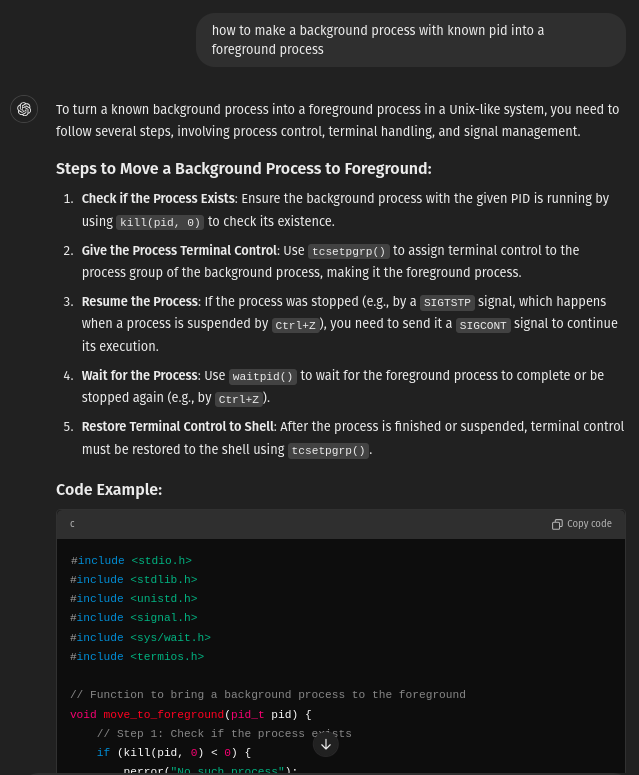 how to make a background process with known pid into a
foreground process
To turn a known background process into a foreground process in a Unix-like system, you need to
follow several steps, involving process control, terminal handling, and signal management.
Steps to Move a Background Process to Foreground:
1. Check if the Process Exists: Ensure the background process with the given PID is running by
using kill(pid, 0) to check its existence.
2. Give the Process Terminal Control: Use tcsetpgrp() to assign terminal control to the
process group of the background process, making it the foreground process.
3. Resume the Process: If the process was stopped (e.g., by a SIGTSTP signal, which happens
when a process is suspended by Ctrl+Z), you need to send it a SIGCONT signal to continue
its execution.
4. Wait for the Process: Use waitpid() to wait for the foreground process to complete or be
stopped again (e.g., by Ctrl+Z).
5. Restore Terminal Control to Shell: After the process is finished or suspended, terminal control
must be restored to the shell using tcsetpgrp().
Code Example:
c Copy code
#include <stdio.h>
#include <stdlib.h>
#include <unistd.h>
#include <signal.h>
#include <sys/wait.h>
#include <termios.h>
// Function to bring a background process to the foreground
void move_to_foreground(pid_t pid) {
// Step 1: Check if the process exists
if (kill(pid, 0) < 0) {
perror("No such process");